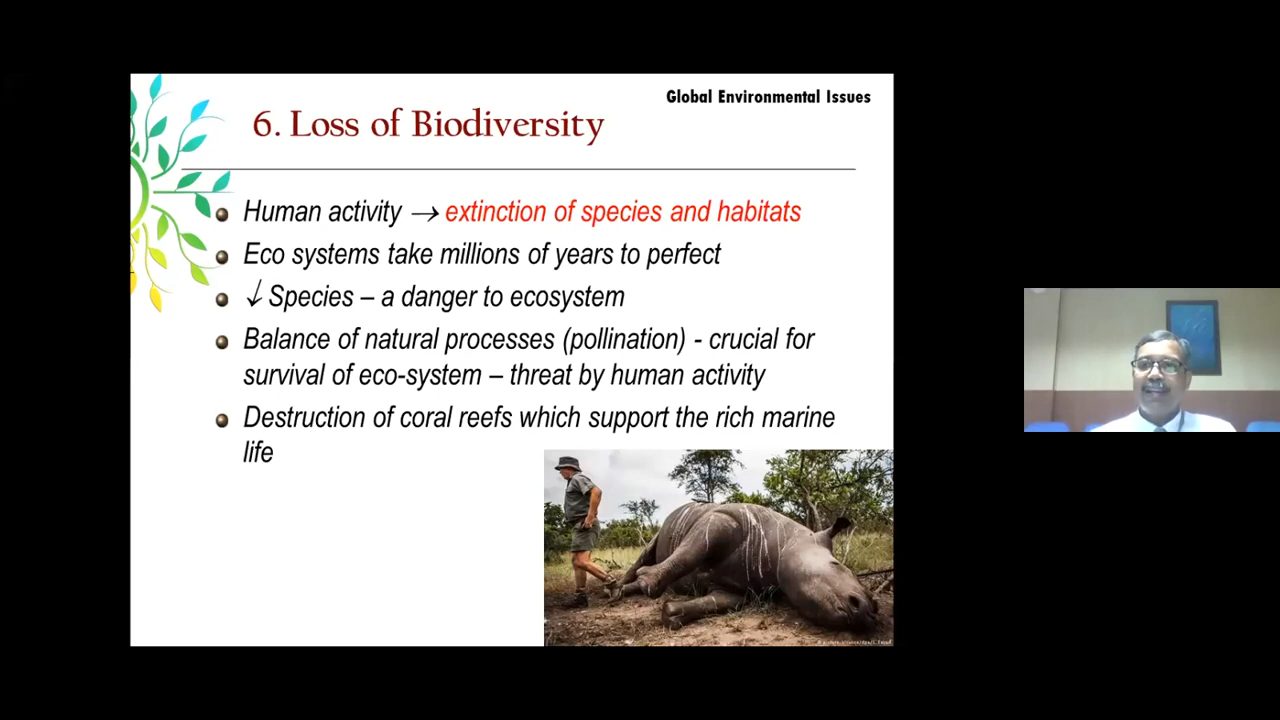 Global Environmental Issues
6. Loss of Biodiversity
Human activity → extinction of species and habitats
Eco systems take millions of years to perfect
↓ Species – a danger to ecosystem
Balance of natural processes (pollination) - crucial for
survival of eco-system – threat by human activity
Destruction of coral reefs which support the rich marine
life